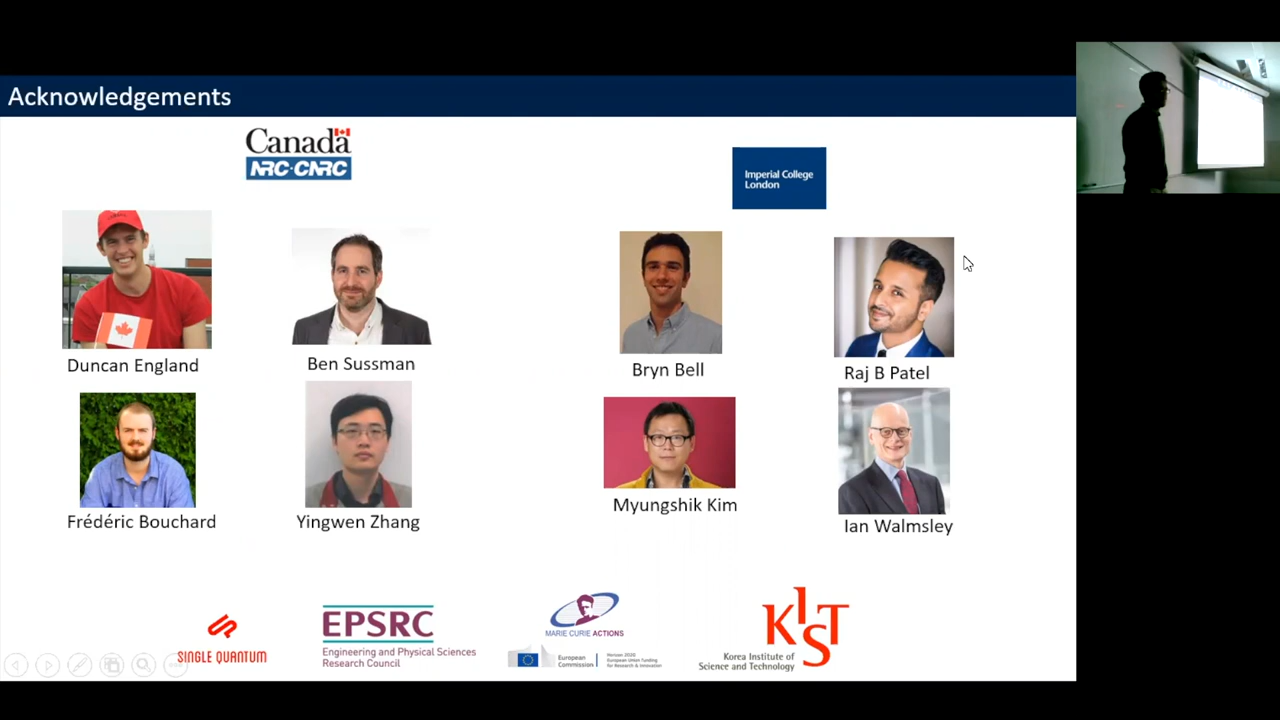 Acknowledgements
Canada
NRC·CNRC
Imperial College
London
Duncan England
Ben Sussman
Bryn Bell
Raj B Patel
Frédéric Bouchard
Yingwen Zhang
Myungshik Kim
Ian Walmsley
SINGLE QUANTUM
EPSRC
Engineering and Physical Sciences
Research Council
MARIE CURIE ACTIONS
European
Commission
Horizon 2020
European Union funding
for Research & Innovation
KIST
Korea Institute of
Science and Technology